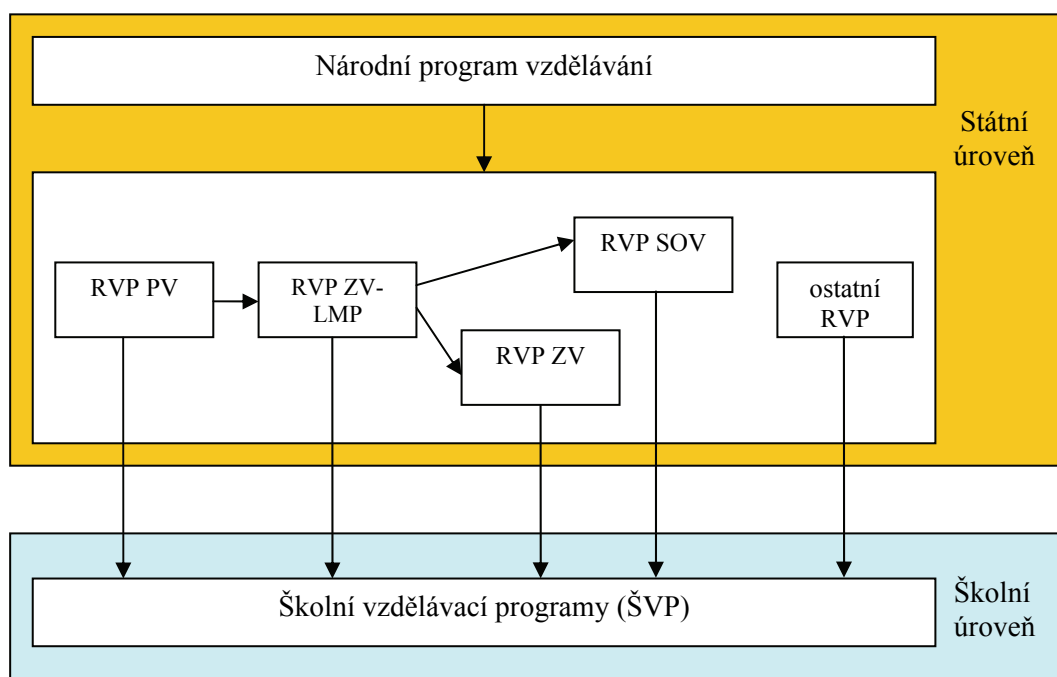 Národní program vzdělávání
Státní
úroveň
RVP PV
RVP ZV-
LMP
RVP SOV
RVP ZV
ostatní
RVP
Školní vzdělávací programy (ŠVP)
Školní
úroveň